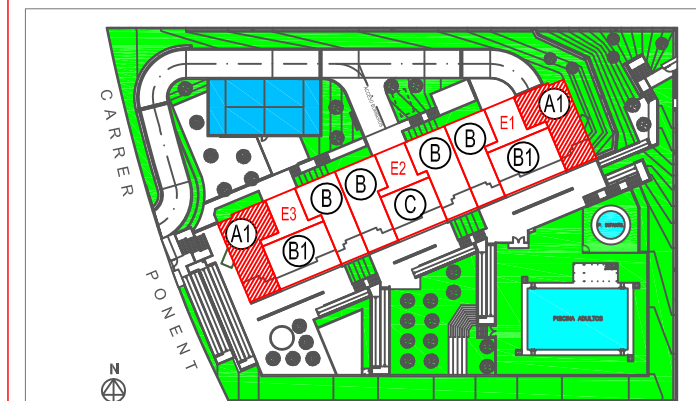 CARRER
PONENT
A1
E1
B
B1
B
E2
B
C
B
E3
A1
B1
PISCINA ADULTOS
N